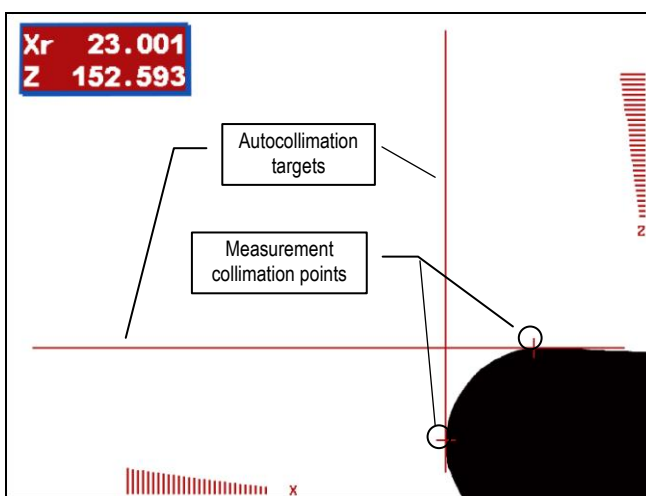 Xr 23.001
Z 152.593
Autocollimation
targets
Z
Measurement
collimation points
X